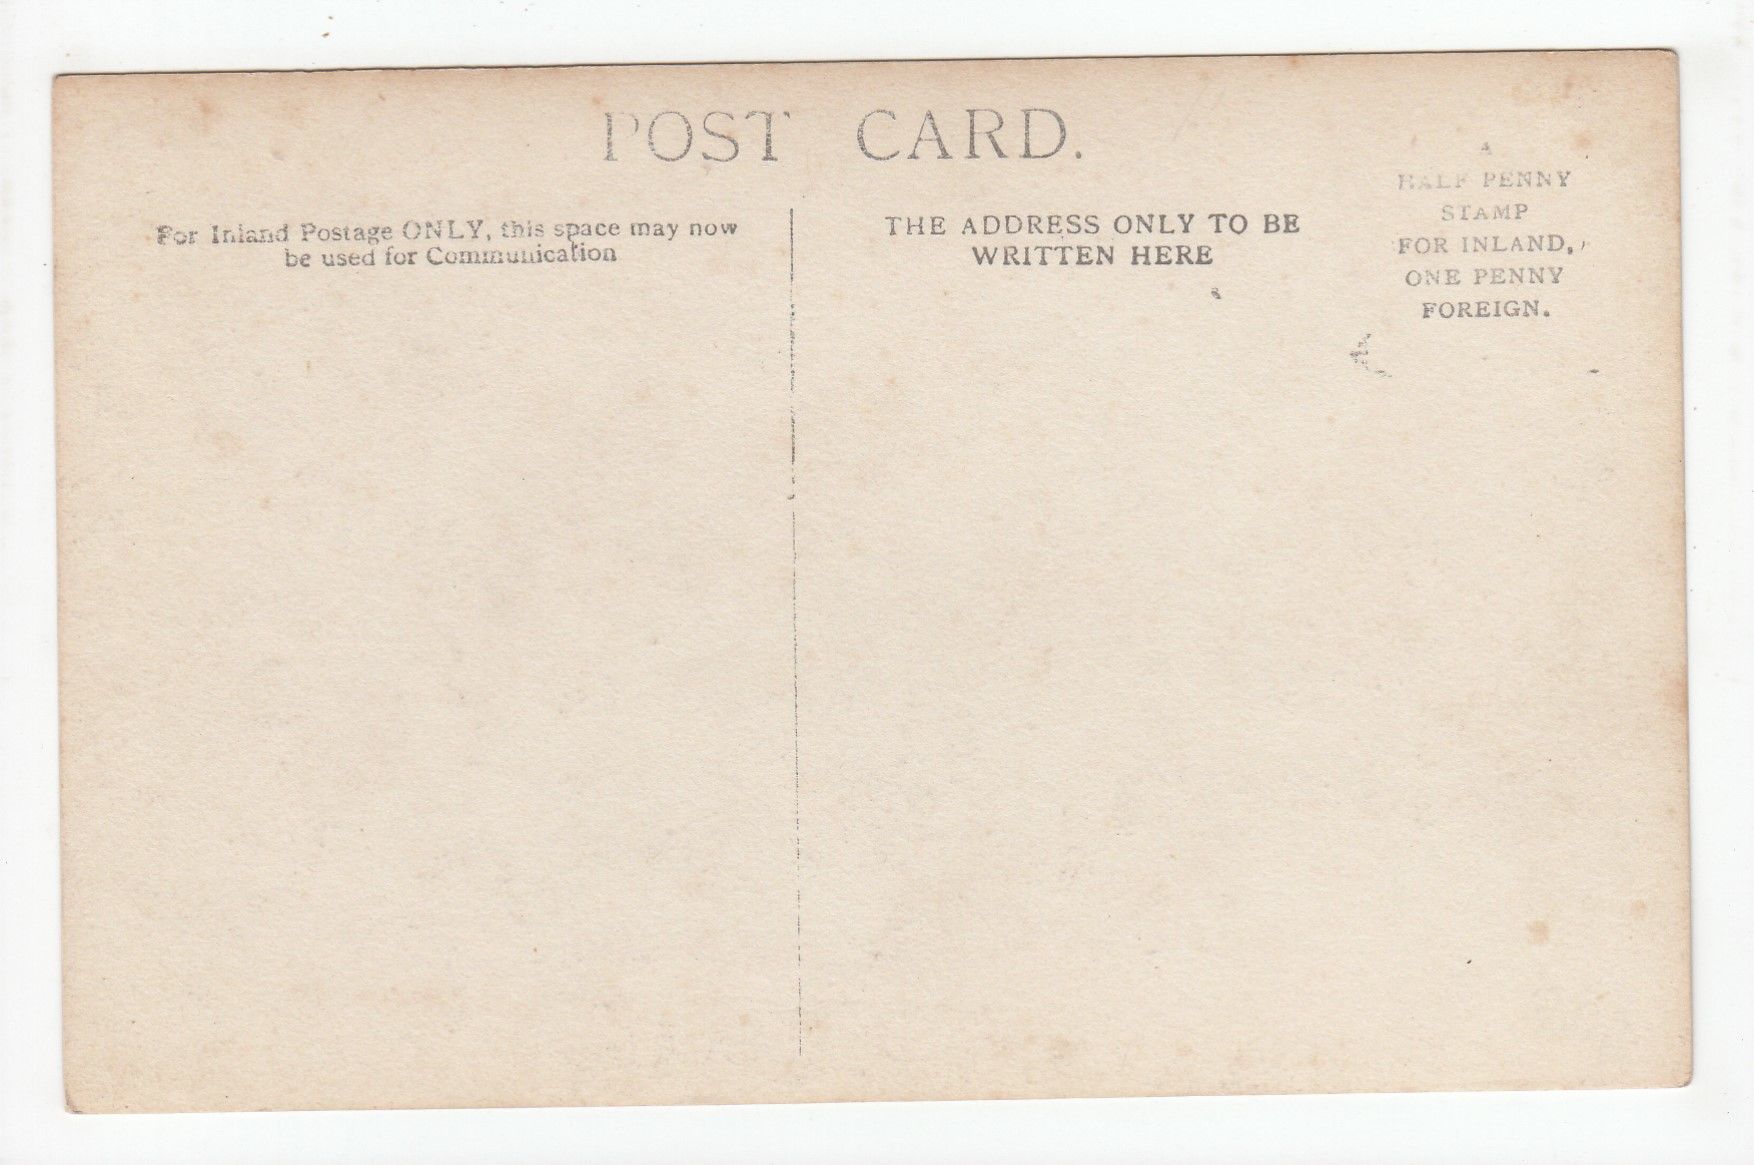 POST CARD.
For Inland Postage ONLY, this space may now
be used for Communication
THE ADDRESS ONLY TO BE
WRITTEN HERE
A
HALF PENNY
STAMP
FOR INLAND,
ONE PENNY
FOREIGN.